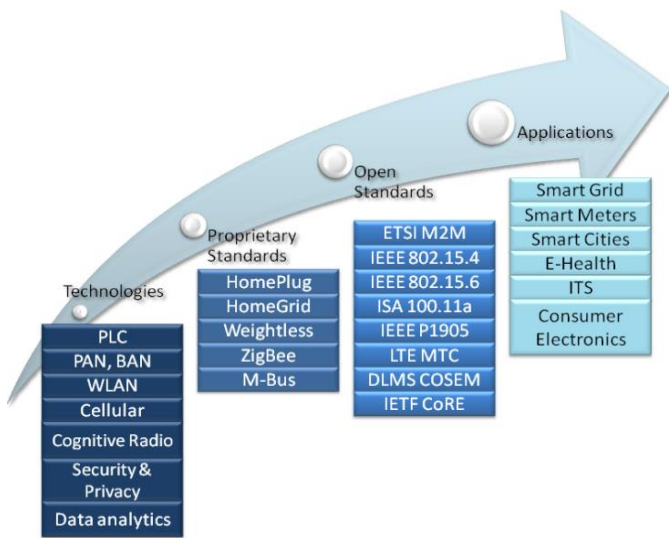 Technologies
PLC
PAN, BAN
WLAN
Cellular
Cognitive Radio
Security &
Privacy
Data analytics
Proprietary
Standards
HomePlug
HomeGrid
Weightless
ZigBee
M-Bus
Open
Standards
ETSI M2M
IEEE 802.15.4
IEEE 802.15.6
ISA 100.11a
IEEE P1905
LTE MTC
DLMS COSEM
IETF CoRE
Applications
Smart Grid
Smart Meters
Smart Cities
E-Health
ITS
Consumer
Electronics